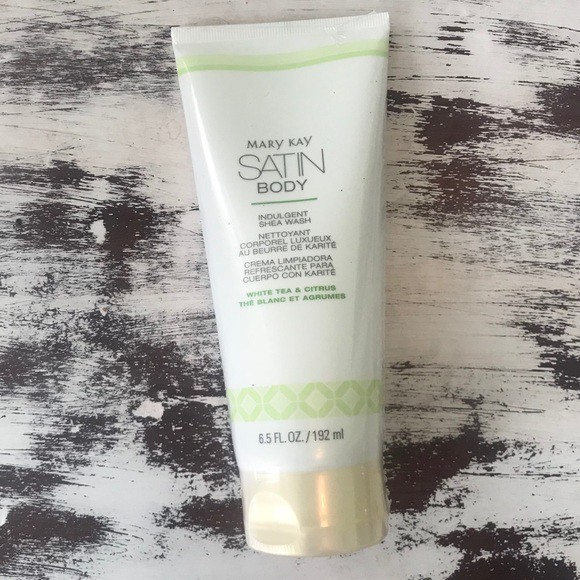 MARY KAY
SATIN
BODY
INDULGENT
SHEA WASH
NETTOYANT
CORPOREL LUXUEUX
AU BEURRE DE KARITÉ
CREMA LIMPIADORA
REFRESCANTE PARA
CUERPO CON KARITÉ
WHITE TEA & CITRUS
THÉ BLANC ET AGRUMES
6.5 FL.OZ./192 ml